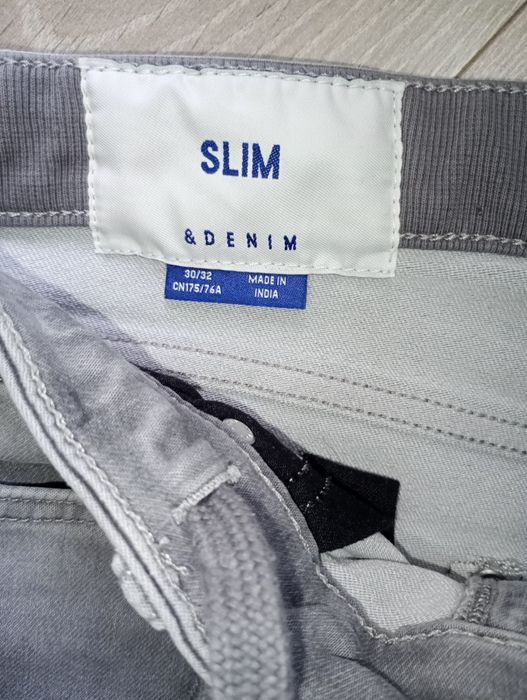 SLIM
& DENIM
30/32
CN175/76A
MADE IN
INDIA